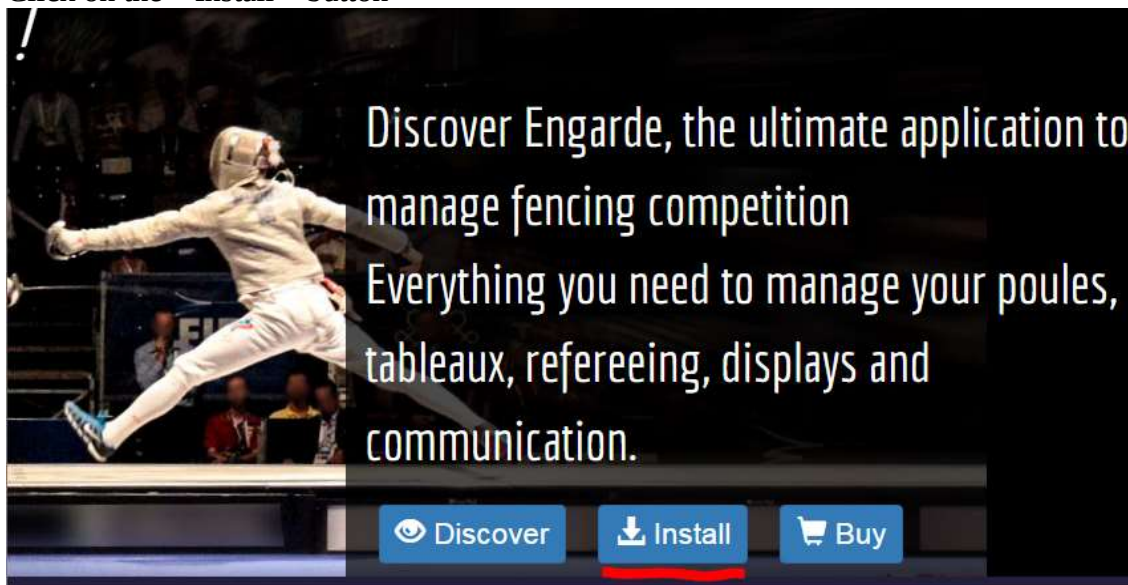 !
Discover Engarde, the ultimate application to
manage fencing competition
Everything you need to manage your poules,
tableaux, refereeing, displays and
communication.
Discover Install Buy